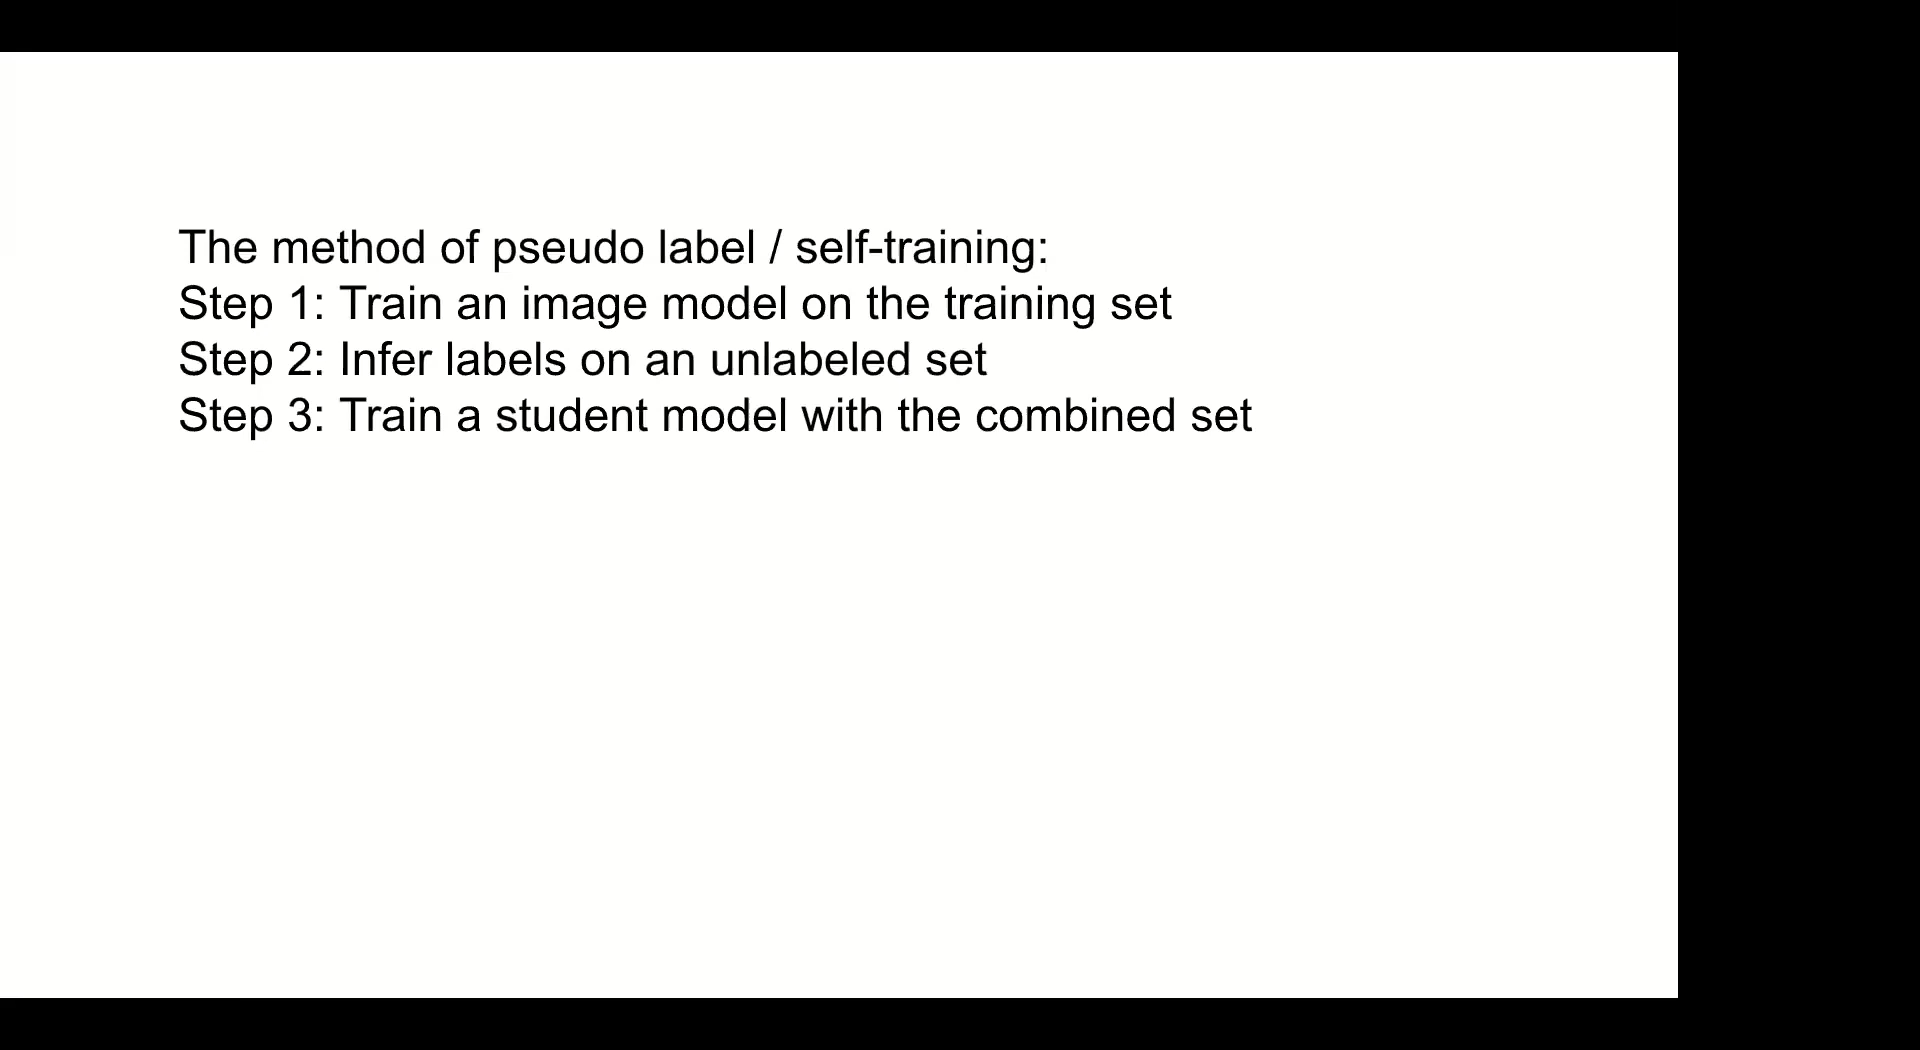 The method of pseudo label / self-training:
Step 1: Train an image model on the training set
Step 2: Infer labels on an unlabeled set
Step 3: Train a student model with the combined set